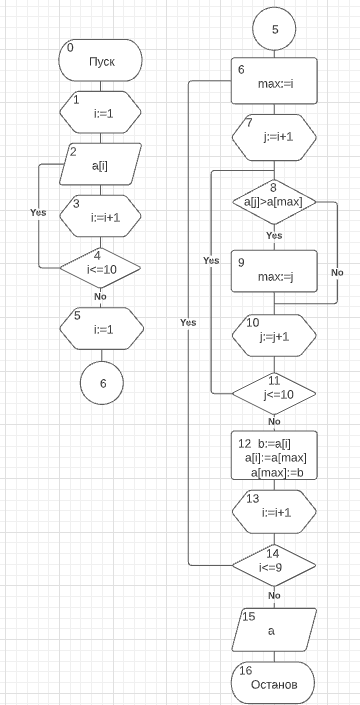 0
Пуск
1
i:=1
2
a[i]
3
i:=i+1
Yes
4
i<=10
No
5
i:=1
6
5
6
max:=i
7
j:=i+1
8
a[j]>a[max]
Yes
Yes
No
9
max:=j
Yes
10
j:=j+1
11
j<=10
No
12 b:=a[i]
a[i]:=a[max]
a[max]:=b
13
i:=i+1
14
i<=9
No
15
a
16
Останов